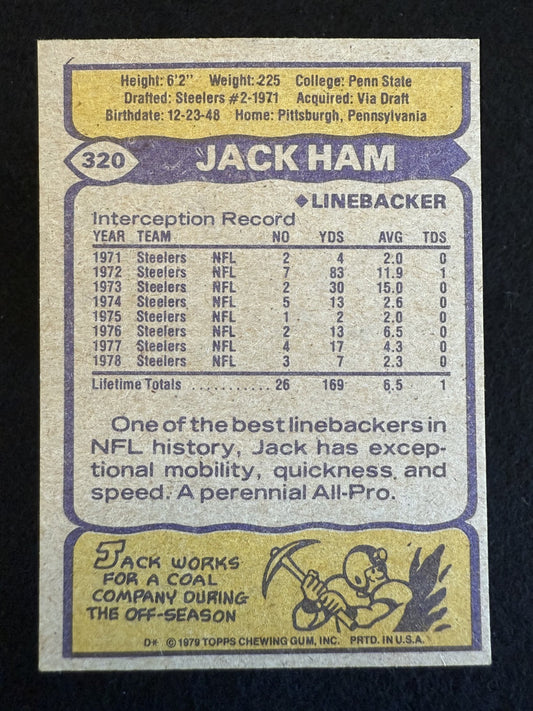 Height: 6'2" Weight: 225 College: Penn State
Drafted: Steelers #2-1971 Acquired: Via Draft
Birthdate: 12-23-48 Home: Pittsburgh, Pennsylvania
320 JACK HAM
◆LINEBACKER
Interception Record
YEAR TEAM NO YDS AVG TDS
1971 Steelers NFL 2 4 2.0 0
1972 Steelers NFL 7 83 11.9 1
1973 Steelers NFL 2 30 15.0 0
1974 Steelers NFL 5 13 2.6 0
1975 Steelers NFL 1 2 2.0 0
1976 Steelers NFL 2 13 6.5 0
1977 Steelers NFL 4 17 4.3 0
1978 Steelers NFL 3 7 2.3 0
Lifetime Totals ........... 26 169 6.5 1
One of the best linebackers in
NFL history, Jack has excep-
tional mobility, quickness and
speed. A perennial All-Pro.
JACK WORKS
FOR A COAL
COMPANY DURING
THE OFF-SEASON
D* © 1979 TOPPS CHEWING GUM, INC. PRTD. IN U.S.A.